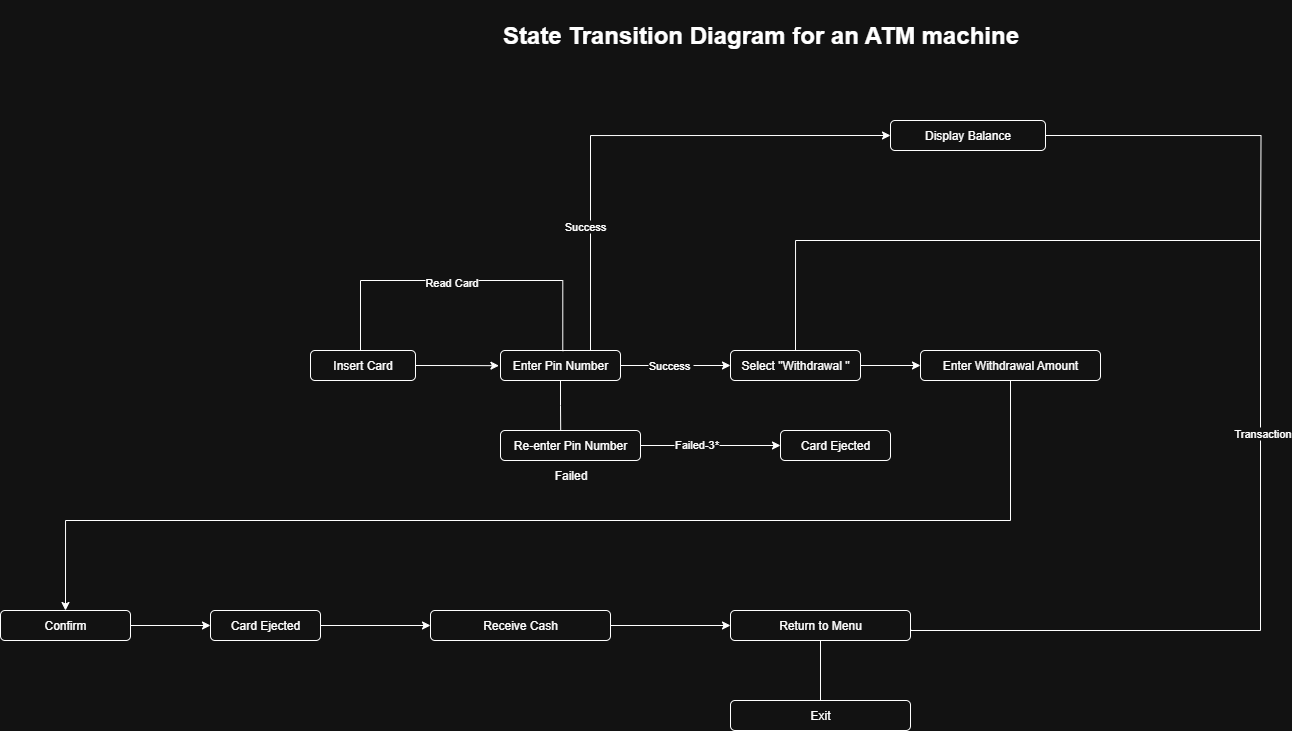 State Transition Diagram for an ATM machine
Display Balance
Success
Read Card
Insert Card
Enter Pin Number
Success
Select "Withdrawal "
Enter Withdrawal Amount
Transaction
Re-enter Pin Number
Failed-3*
Card Ejected
Failed
Confirm
Card Ejected
Receive Cash
Return to Menu
Exit